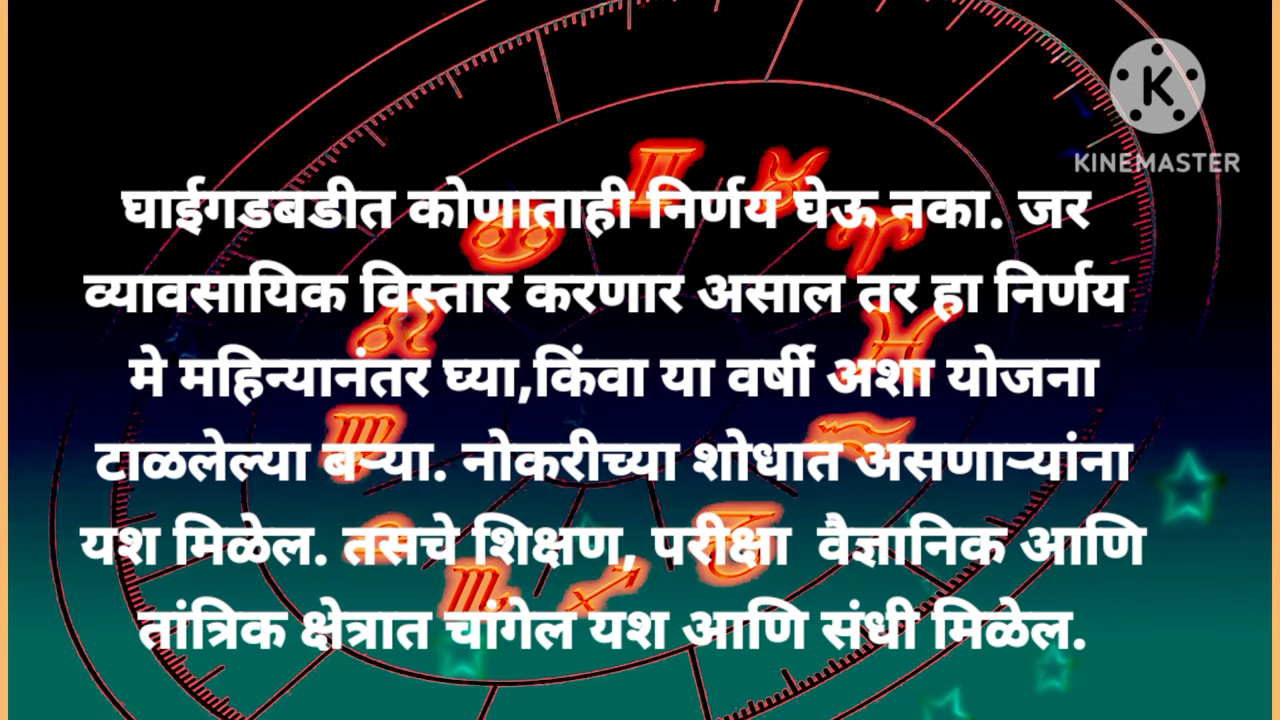 KINEMASTER
घाईगडबडीत कोणाताही निर्णय घेऊ नका. जर
व्यावसायिक विस्तार करणार असाल तर हा निर्णय
मे महिन्यानंतर घ्या,किंवा या वर्षी अशा योजना
टाळलेल्या बऱ्या. नोकरीच्या शोधात असणाऱ्यांना
यश मिळेल. तसचे शिक्षण, परीक्षा वैज्ञानिक आणि
तांत्रिक क्षेत्रात चांगेल यश आणि संधी मिळेल.